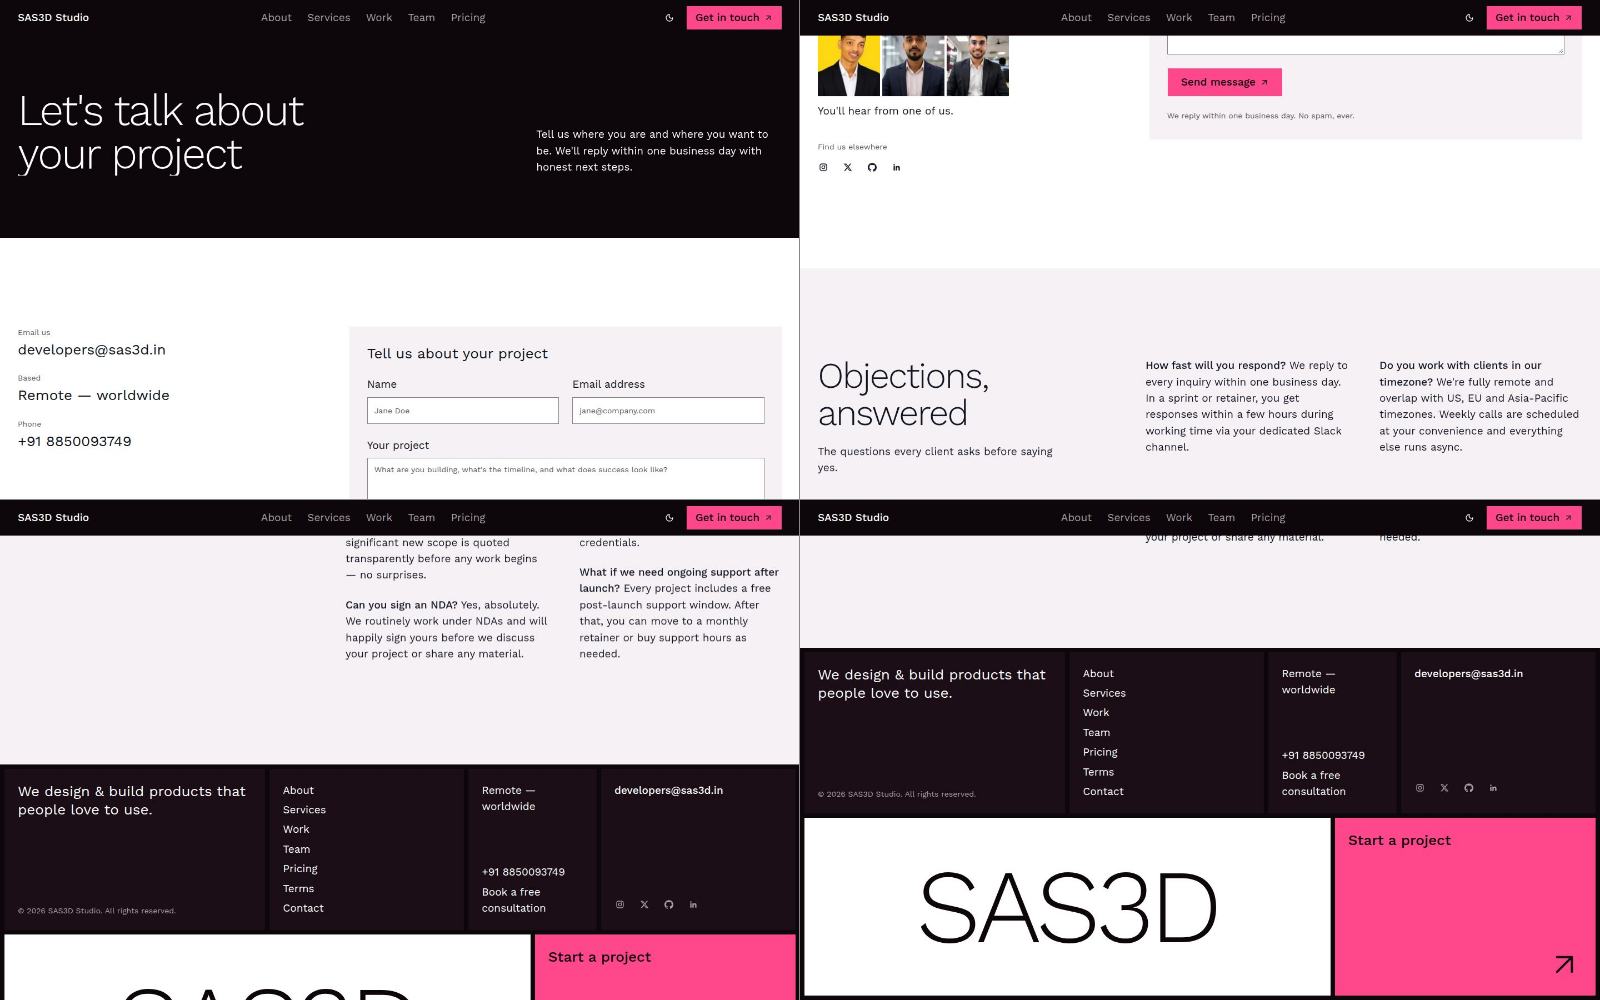 SAS3D Studio
About Services Work Team Pricing
Get in touch
Let's talk about
your project
Tell us where you are and where you want to
be. We'll reply within one business day with
honest next steps.
Email us
developers@sas3d.in
Based
Remote — worldwide
Phone
+91 8850093749
Tell us about your project
Name
Email address
Jane Doe
jane@company.com
Your project
What are you building, what's the timeline, and what does success look like?
SAS3D Studio
About Services Work Team Pricing
Get in touch
You'll hear from one of us.
Find us elsewhere
Send message
We reply within one business day. No spam, ever.
Objections,
answered
The questions every client asks before saying
yes.
How fast will you respond? We reply to
every inquiry within one business day.
In a sprint or retainer, you get
responses within a few hours during
working time via your dedicated Slack
channel.
Do you work with clients in our
timezone? We're fully remote and
overlap with US, EU and Asia-Pacific
timezones. Weekly calls are scheduled
at your convenience and everything
else runs async.
SAS3D Studio
About Services Work Team Pricing
Get in touch
significant new scope is quoted
transparently before any work begins
— no surprises.
Can you sign an NDA? Yes, absolutely.
We routinely work under NDAs and will
happily sign yours before we discuss
your project or share any material.
credentials.
What if we need ongoing support after
launch? Every project includes a free
post-launch support window. After
that, you can move to a monthly
retainer or buy support hours as
needed.
We design & build products that
people love to use.
© 2026 SAS3D Studio. All rights reserved.
About
Services
Work
Team
Pricing
Terms
Contact
Remote —
worldwide
+91 8850093749
Book a free
consultation
developers@sas3d.in
SAS3D
Start a project
SAS3D Studio
About Services Work Team Pricing
Get in touch
your project or share any material.
needed.
We design & build products that
people love to use.
© 2026 SAS3D Studio. All rights reserved.
About
Services
Work
Team
Pricing
Terms
Contact
Remote —
worldwide
+91 8850093749
Book a free
consultation
developers@sas3d.in
SAS3D
Start a project